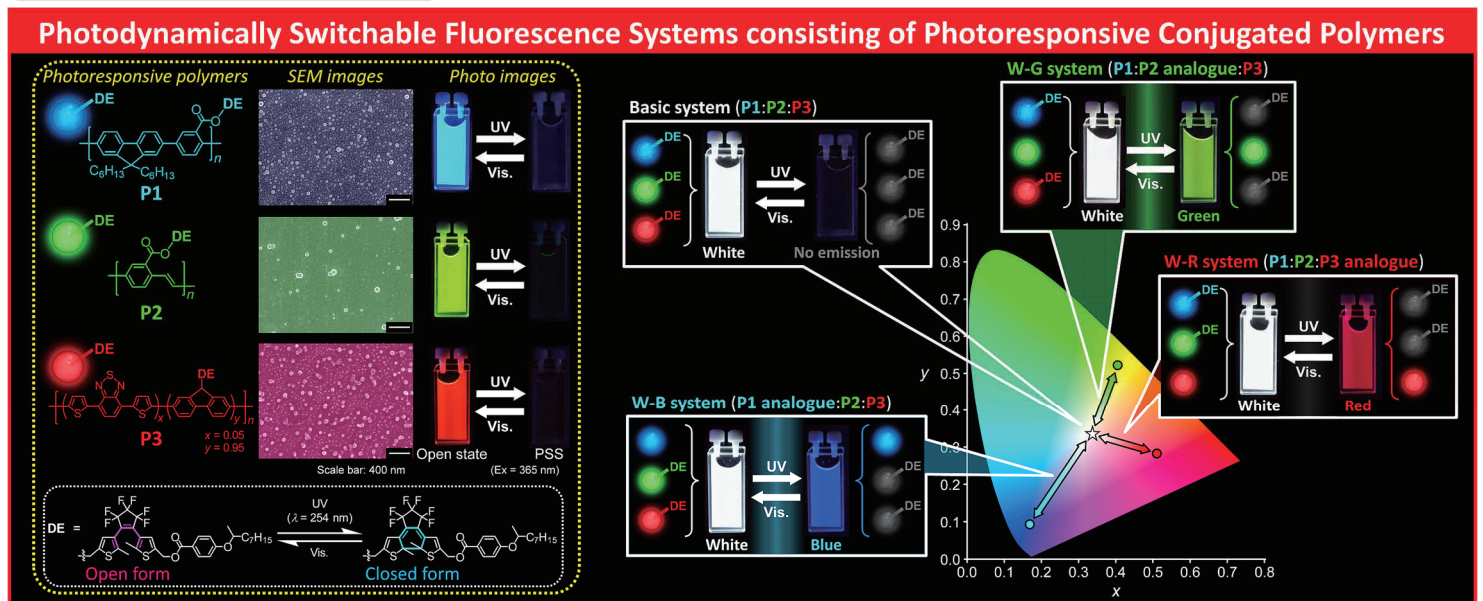 Photodynamically Switchable Fluorescence Systems consisting of Photoresponsive Conjugated Polymers
Photoresponsive polymers
SEM images
Photo images
DE
O
O
DE
n
C6H13
C6H13
P1
UV
Vis.
DE
O
O
DE
n
P2
UV
Vis.
DE
N
S
N
DE
S
S
x
y
n
P3
x = 0.05
y = 0.95
UV
Vis.
Scale bar: 400 nm
Open state
PSS
(Ex = 365 nm)
DE =
F
F
F
F
F
F
S
S
O
O
O
C7H15
Open form
UV
(λ = 254 nm)
Vis.
F
F
F
F
F
F
S
S
O
O
O
C7H15
Closed form
Basic system (P1:P2:P3)
DE
DE
DE
UV
Vis.
White
No emission
DE
DE
DE
W-G system (P1:P2 analogue:P3)
DE
DE
UV
Vis.
White
Green
DE
DE
W-R system (P1:P2:P3 analogue)
DE
DE
UV
Vis.
White
Red
DE
DE
W-B system (P1 analogue:P2:P3)
DE
DE
UV
Vis.
White
Blue
DE
DE
0.9
0.8
0.7
0.6
0.5
0.4
0.3
0.2
0.1
0
y
0.0 0.1 0.2 0.3 0.4 0.5 0.6 0.7 0.8
x